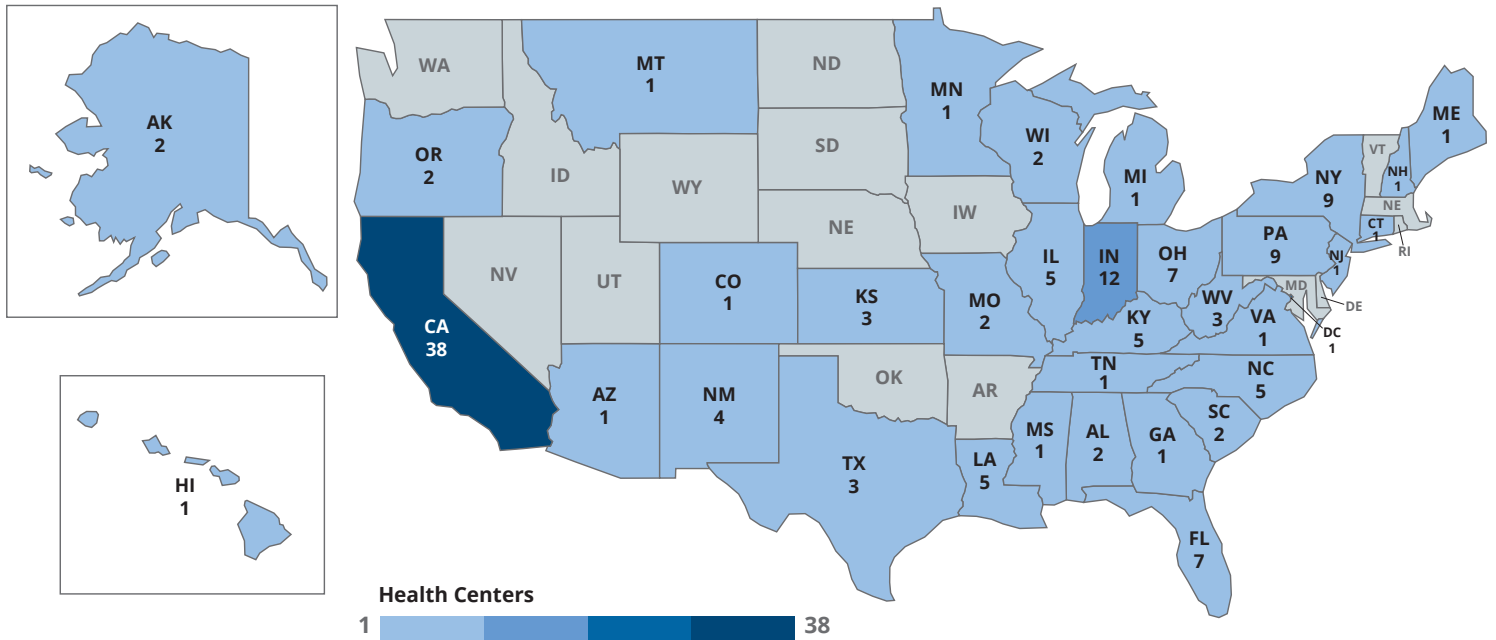 WA
MT
1
ND
MN
1
ME
1
AK
2
OR
2
ID
WY
SD
WI
2
MI
1
VT
NH
1
NY
9
NE
CT
1
RI
NE
IW
NV
UT
CO
1
KS
3
MO
2
IL
5
IN
12
OH
7
PA
9
NJ
1
MD
DE
DC
1
WV
3
VA
1
KY
5
CA
38
AZ
1
NM
4
OK
AR
TN
1
NC
5
SC
2
MS
1
AL
2
GA
1
TX
3
LA
5
FL
7
HI
1
Health Centers
1 38